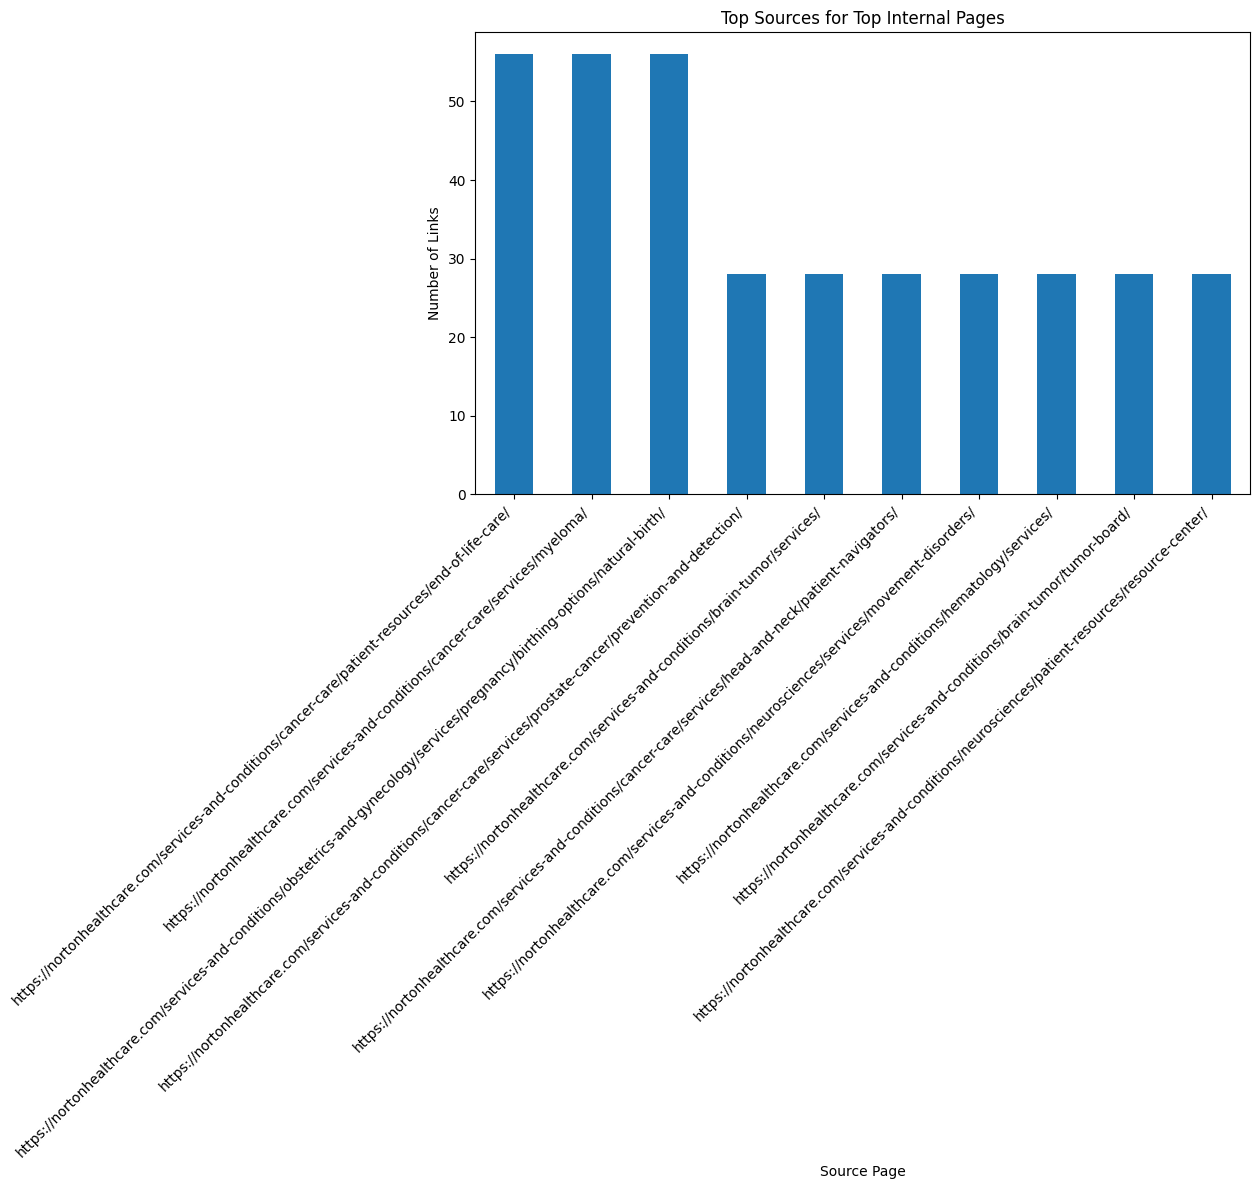 Top Sources for Top Internal Pages
Number of Links
50
40
30
20
10
0
https://nortonhealthcare.com/services-and-conditions/cancer-care/patient-resources/end-of-life-care/
https://nortonhealthcare.com/services-and-conditions/cancer-care/services/myeloma/
https://nortonhealthcare.com/services-and-conditions/obstetrics-and-gynecology/services/pregnancy/birthing-options/natural-birth/
https://nortonhealthcare.com/services-and-conditions/cancer-care/services/prostate-cancer/prevention-and-detection/
https://nortonhealthcare.com/services-and-conditions/brain-tumor/services/
https://nortonhealthcare.com/services-and-conditions/cancer-care/services/head-and-neck/patient-navigators/
https://nortonhealthcare.com/services-and-conditions/neurosciences/services/movement-disorders/
https://nortonhealthcare.com/services-and-conditions/hematology/services/
https://nortonhealthcare.com/services-and-conditions/brain-tumor/tumor-board/
https://nortonhealthcare.com/services-and-conditions/neurosciences/patient-resources/resource-center/
Source Page